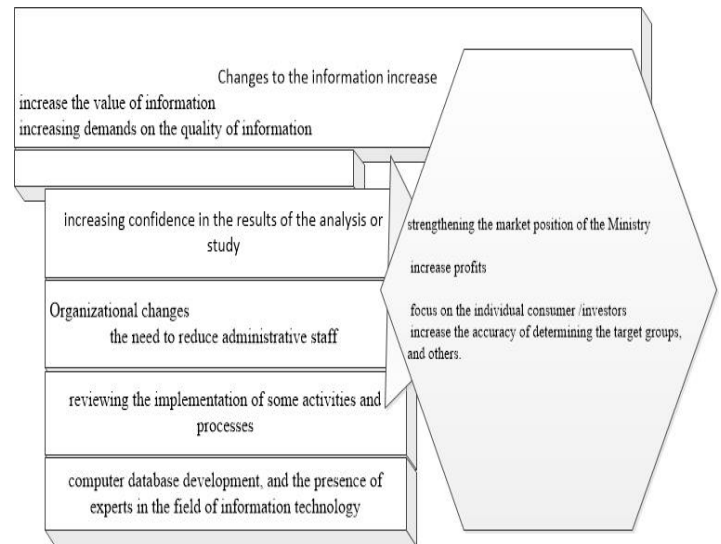 Changes to the information increase
increase the value of information
increasing demands on the quality of information
increasing confidence in the results of the analysis or
study
Organizational changes
the need to reduce administrative staff
reviewing the implementation of some activities and
processes
computer database development, and the presence of
experts in the field of information technology
strengthening the market position of the Ministry
increase profits
focus on the individual consumer /investors
increase the accuracy of determining the target groups,
and others.